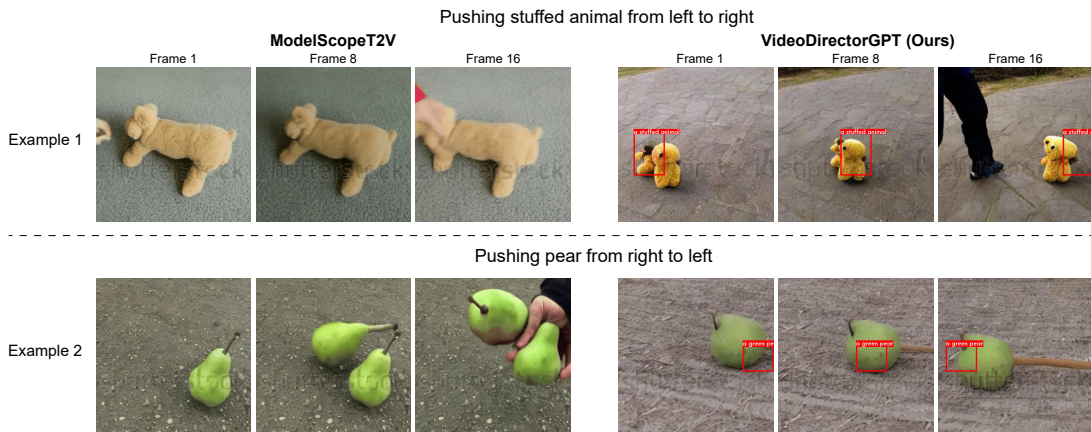 Pushing stuffed animal from left to right
ModelScopeT2V
VideoDirectorGPT (Ours)
Frame 1
Frame 8
Frame 16
Frame 1
Frame 8
Frame 16
Example 1
a stuffed animal
a stuffed animal
a stuffed
Pushing pear from right to left
Example 2
a green pe
a green pear
a green pear